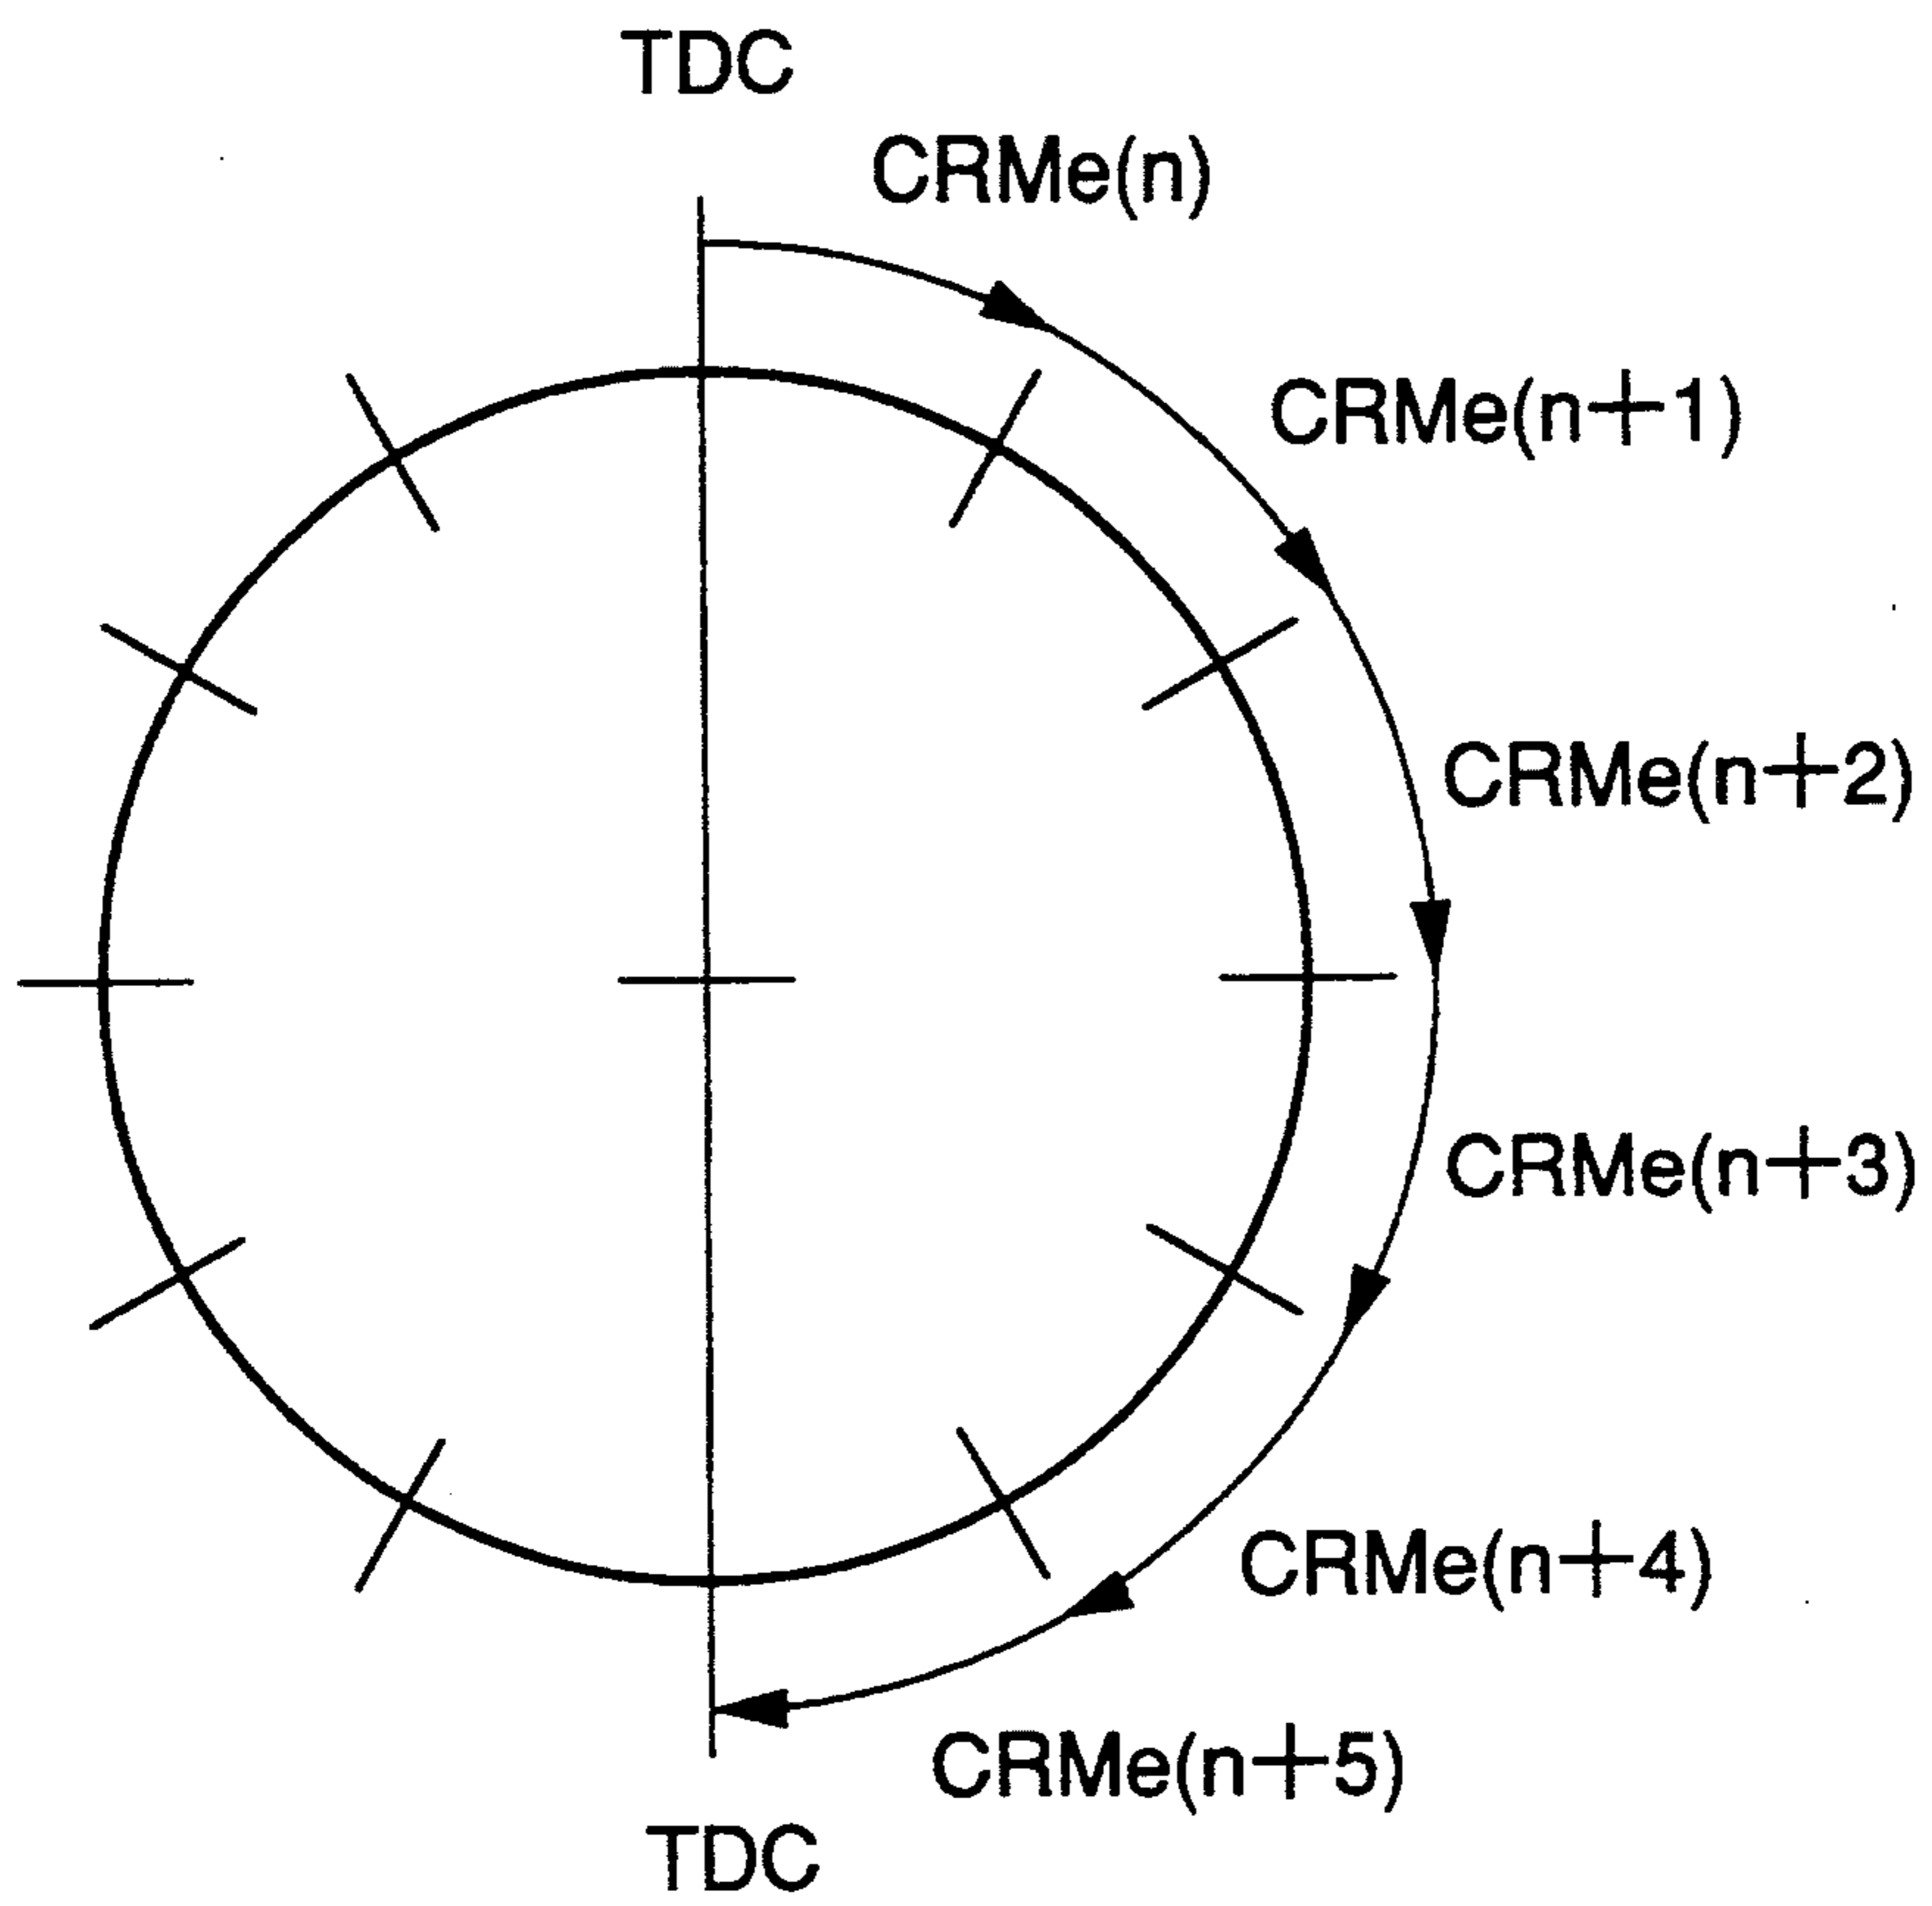 TDC
CRMe(n)
CRMe(n+1)
CRMe(n+2)
CRMe(n+3)
CRMe(n+4)
CRMe(n+5)
TDC